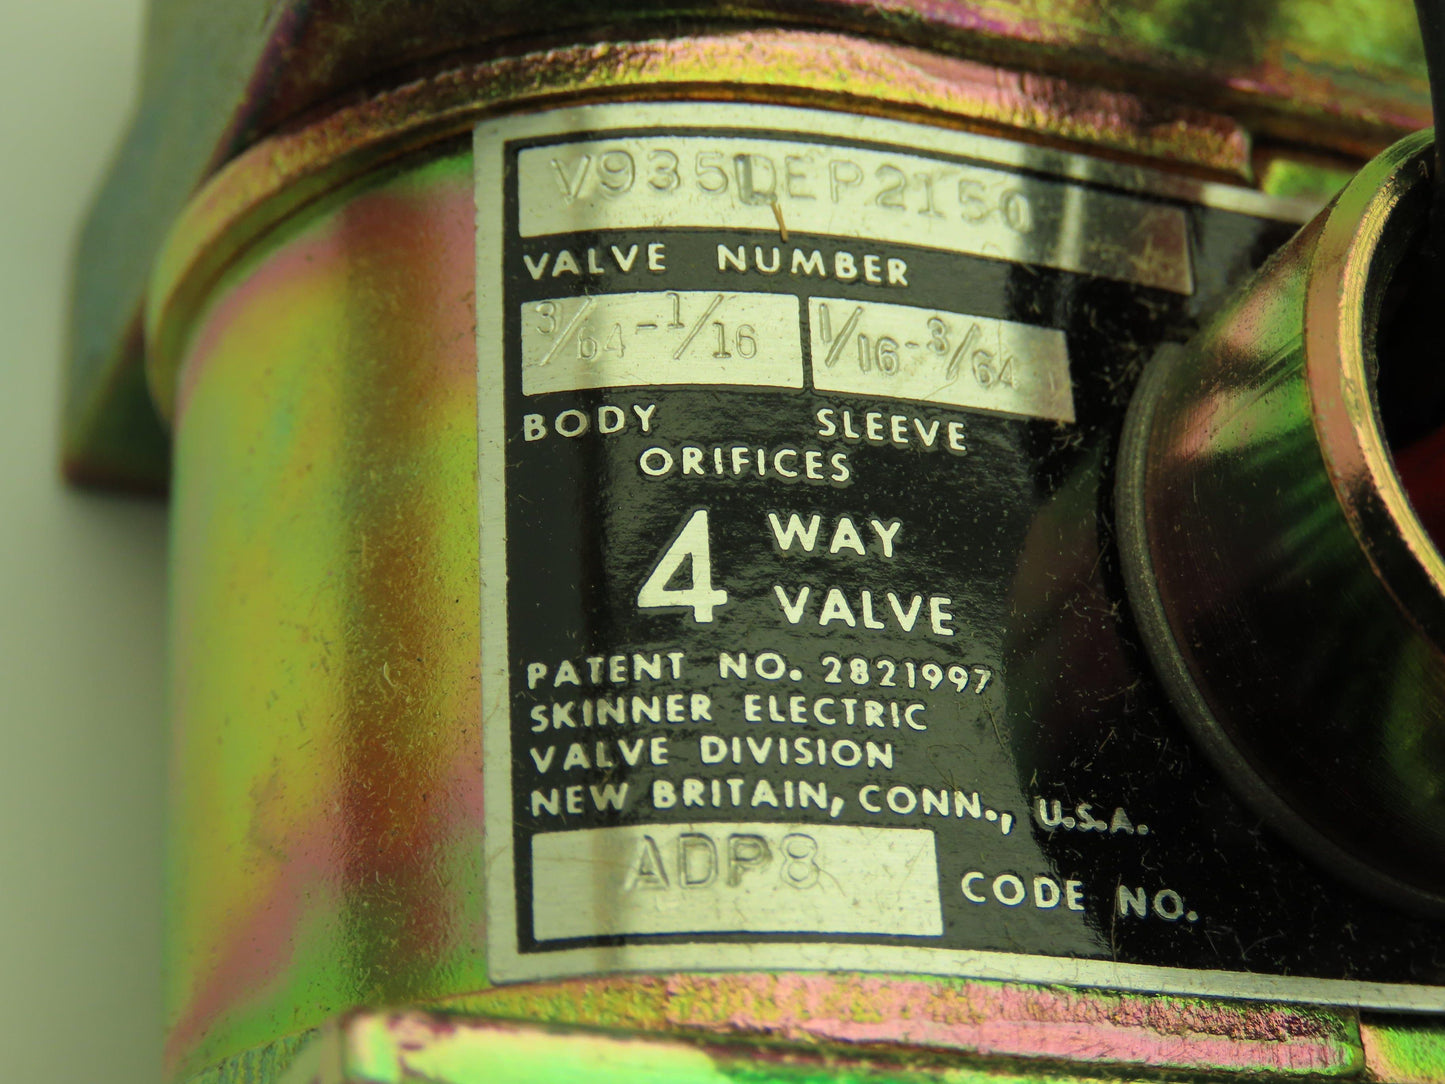 V935LEP2150
VALVE NUMBER
3/64-1/16 1/16-3/64
BODY SLEEVE
ORIFICES
4 WAY
VALVE
PATENT NO. 2821997
SKINNER ELECTRIC
VALVE DIVISION
NEW BRITAIN, CONN., U.S.A.
ADP8 CODE NO.